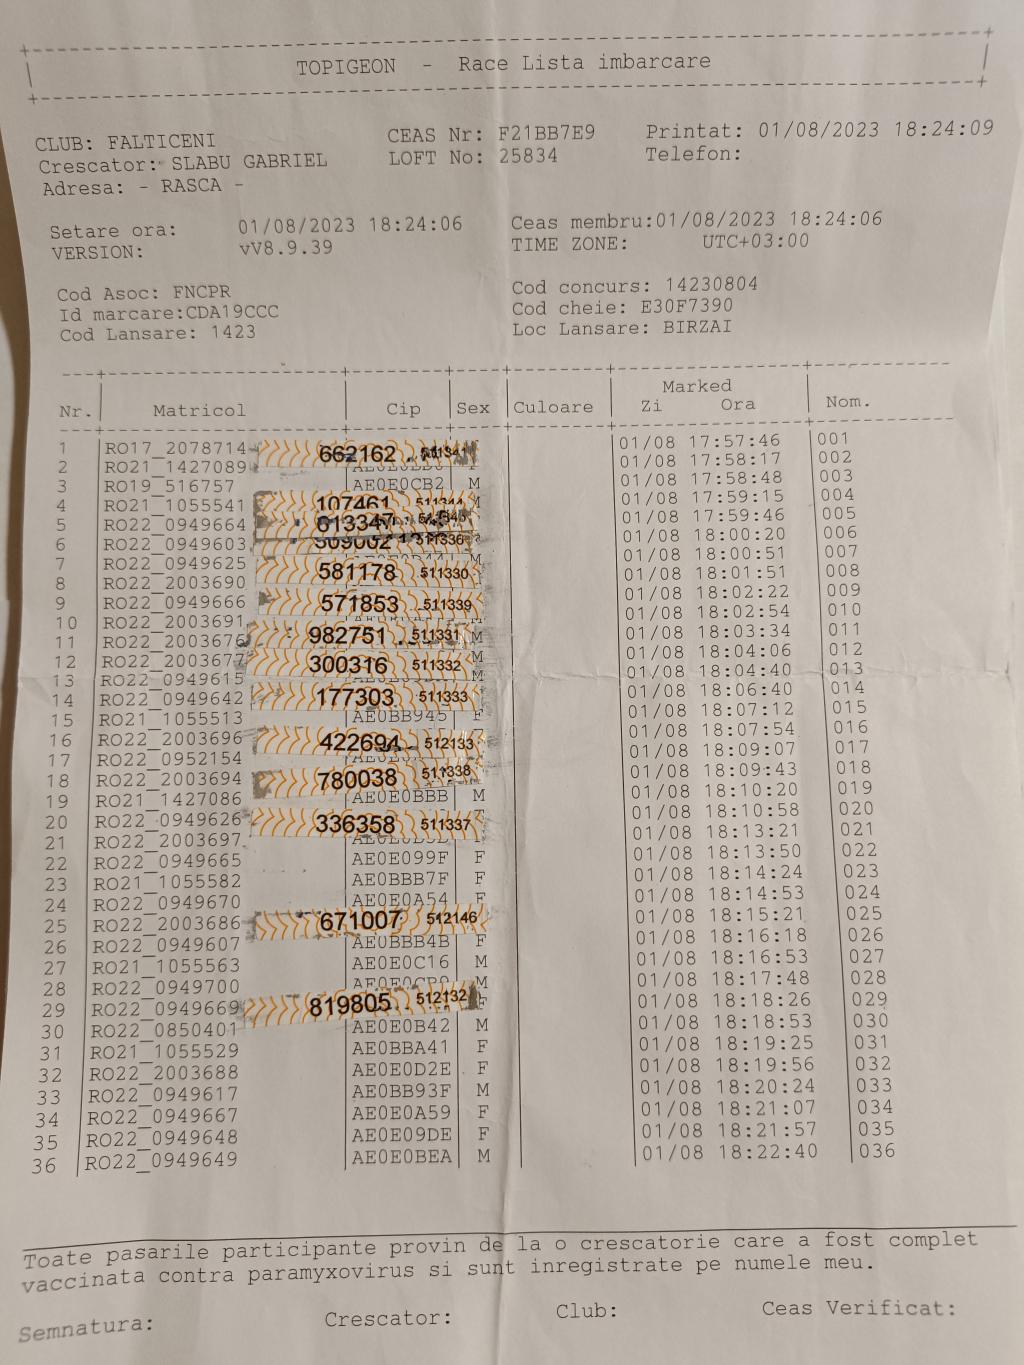 TOPIGEON - Race Lista imbarcare
CLUB: FALTICENI CEAS Nr: F21BB7E9 Printat: 01/08/2023 18:24:09
Crescator: SLABU GABRIEL LOFT No: 25834 Telefon:
Adresa: - RASCA -
Setare ora: 01/08/2023 18:24:06 Ceas membru:01/08/2023 18:24:06
VERSION: vV8.9.39 TIME ZONE: UTC+03:00
Cod Asoc: FNCPR Cod concurs: 14230804
Id marcare:CDA19CCC Cod cheie: E30F7390
Cod Lansare: 1423 Loc Lansare: BIRZAI
Marked
Nr. Matricol Cip Sex Culoare Zi Ora Nom.
1 RO17_2078714 662162 511341 01/08 17:57:46 001
2 RO21_1427089 01/08 17:58:17 002
3 RO19_516757 AE0E0CB2 M 01/08 17:58:48 003
4 RO21_1055541 107461 511344 01/08 17:59:15 004
5 RO22_0949664 613347 01/08 17:59:46 005
6 RO22_0949603 511336 01/08 18:00:20 006
7 RO22_0949625 01/08 18:00:51 007
8 RO22_2003690 581178 511330 01/08 18:01:51 008
9 RO22_0949666 571853 511339 01/08 18:02:22 009
10 RO22_2003691 01/08 18:02:54 010
11 RO22_2003676 982751 511331 M 01/08 18:03:34 011
12 RO22_2003677 300316 511332 M 01/08 18:04:06 012
13 RO22_0949615 01/08 18:04:40 013
14 RO22_0949642 177303 511333 01/08 18:06:40 014
15 RO21_1055513 AE0BB945 F 01/08 18:07:12 015
16 RO22_2003696 422694 512133 01/08 18:07:54 016
17 RO22_0952154 01/08 18:09:07 017
18 RO22_2003694 780038 511338 01/08 18:09:43 018
19 RO21_1427086 AE0E0BBB M 01/08 18:10:20 019
20 RO22_0949626 336358 511337 01/08 18:10:58 020
21 RO22_2003697 01/08 18:13:21 021
22 RO22_0949665 AE0E099F F 01/08 18:13:50 022
23 RO21_1055582 AE0BBB7F F 01/08 18:14:24 023
24 RO22_0949670 AE0E0A54 F 01/08 18:14:53 024
25 RO22_2003686 671007 512146 01/08 18:15:21 025
26 RO22_0949607 AE0BBB4B F 01/08 18:16:18 026
27 RO21_1055563 AE0E0C16 M 01/08 18:16:53 027
28 RO22_0949700 M 01/08 18:17:48 028
29 RO22_0949669 819805 512132 01/08 18:18:26 029
30 RO22_0850401 AE0E0B42 M 01/08 18:18:53 030
31 RO21_1055529 AE0BBA41 F 01/08 18:19:25 031
32 RO22_2003688 AE0E0D2E F 01/08 18:19:56 032
33 RO22_0949617 AE0BB93F M 01/08 18:20:24 033
34 RO22_0949667 AE0E0A59 F 01/08 18:21:07 034
35 RO22_0949648 AE0E09DE F 01/08 18:21:57 035
36 RO22_0949649 AE0E0BEA M 01/08 18:22:40 036
Toate pasarile participante provin de la o crescatorie care a fost complet
vaccinata contra paramyxovirus si sunt inregistrate pe numele meu.
Semnatura: Crescator: Club: Ceas Verificat: